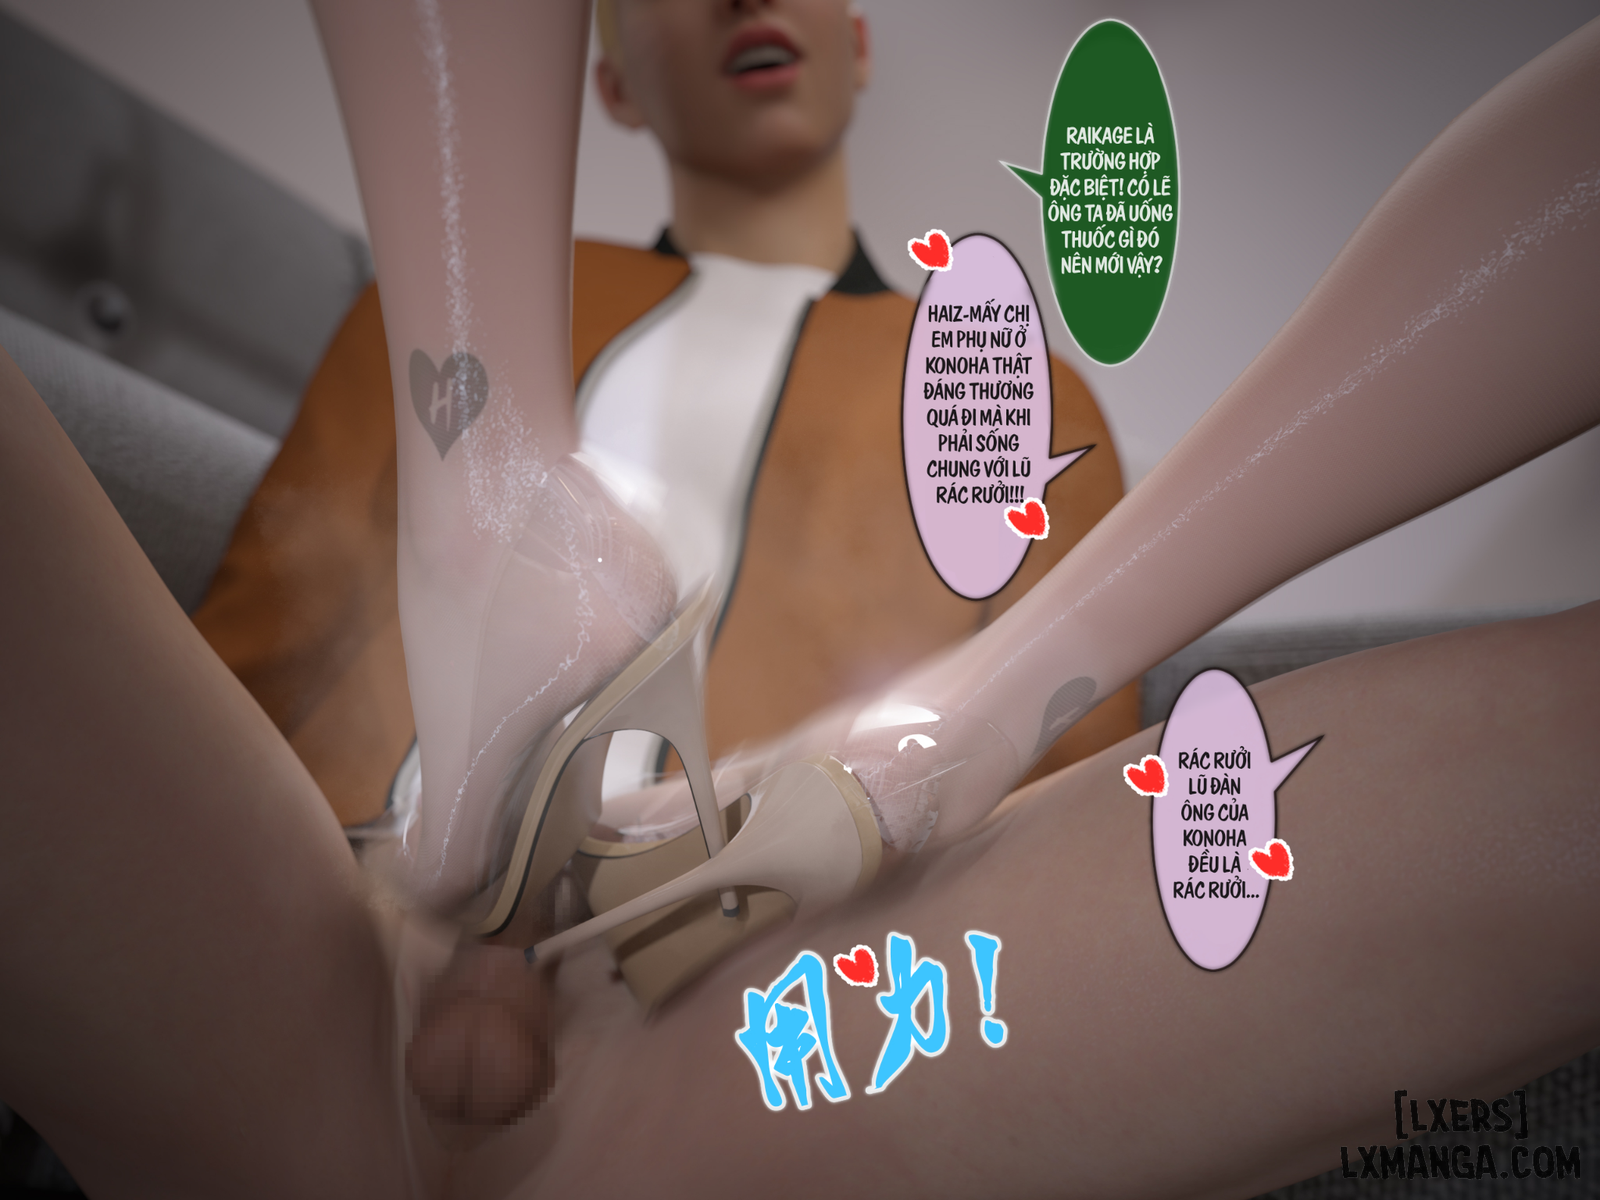 RAIKAGE LÀ
TRƯỜNG HỢP
ĐẶC BIỆT! CÓ LẼ
ÔNG TA ĐÃ UỐNG
THUỐC GÌ ĐÓ
NÊN MỚI VẬY?
HAIZ-MẤY CHỊ
EM PHỤ NỮ Ở
KONOHA THẬT
ĐÁNG THƯƠNG
QUÁ ĐI MÀ KHI
PHẢI SỐNG
CHUNG VỚI LŨ
RÁC RƯỞI!!!
H
RÁC RƯỞI
LŨ ĐÀN
ÔNG CỦA
KONOHA
ĐỀU LÀ
RÁC RƯỞI...
用力!
[LXERS]
LXMANGA.COM